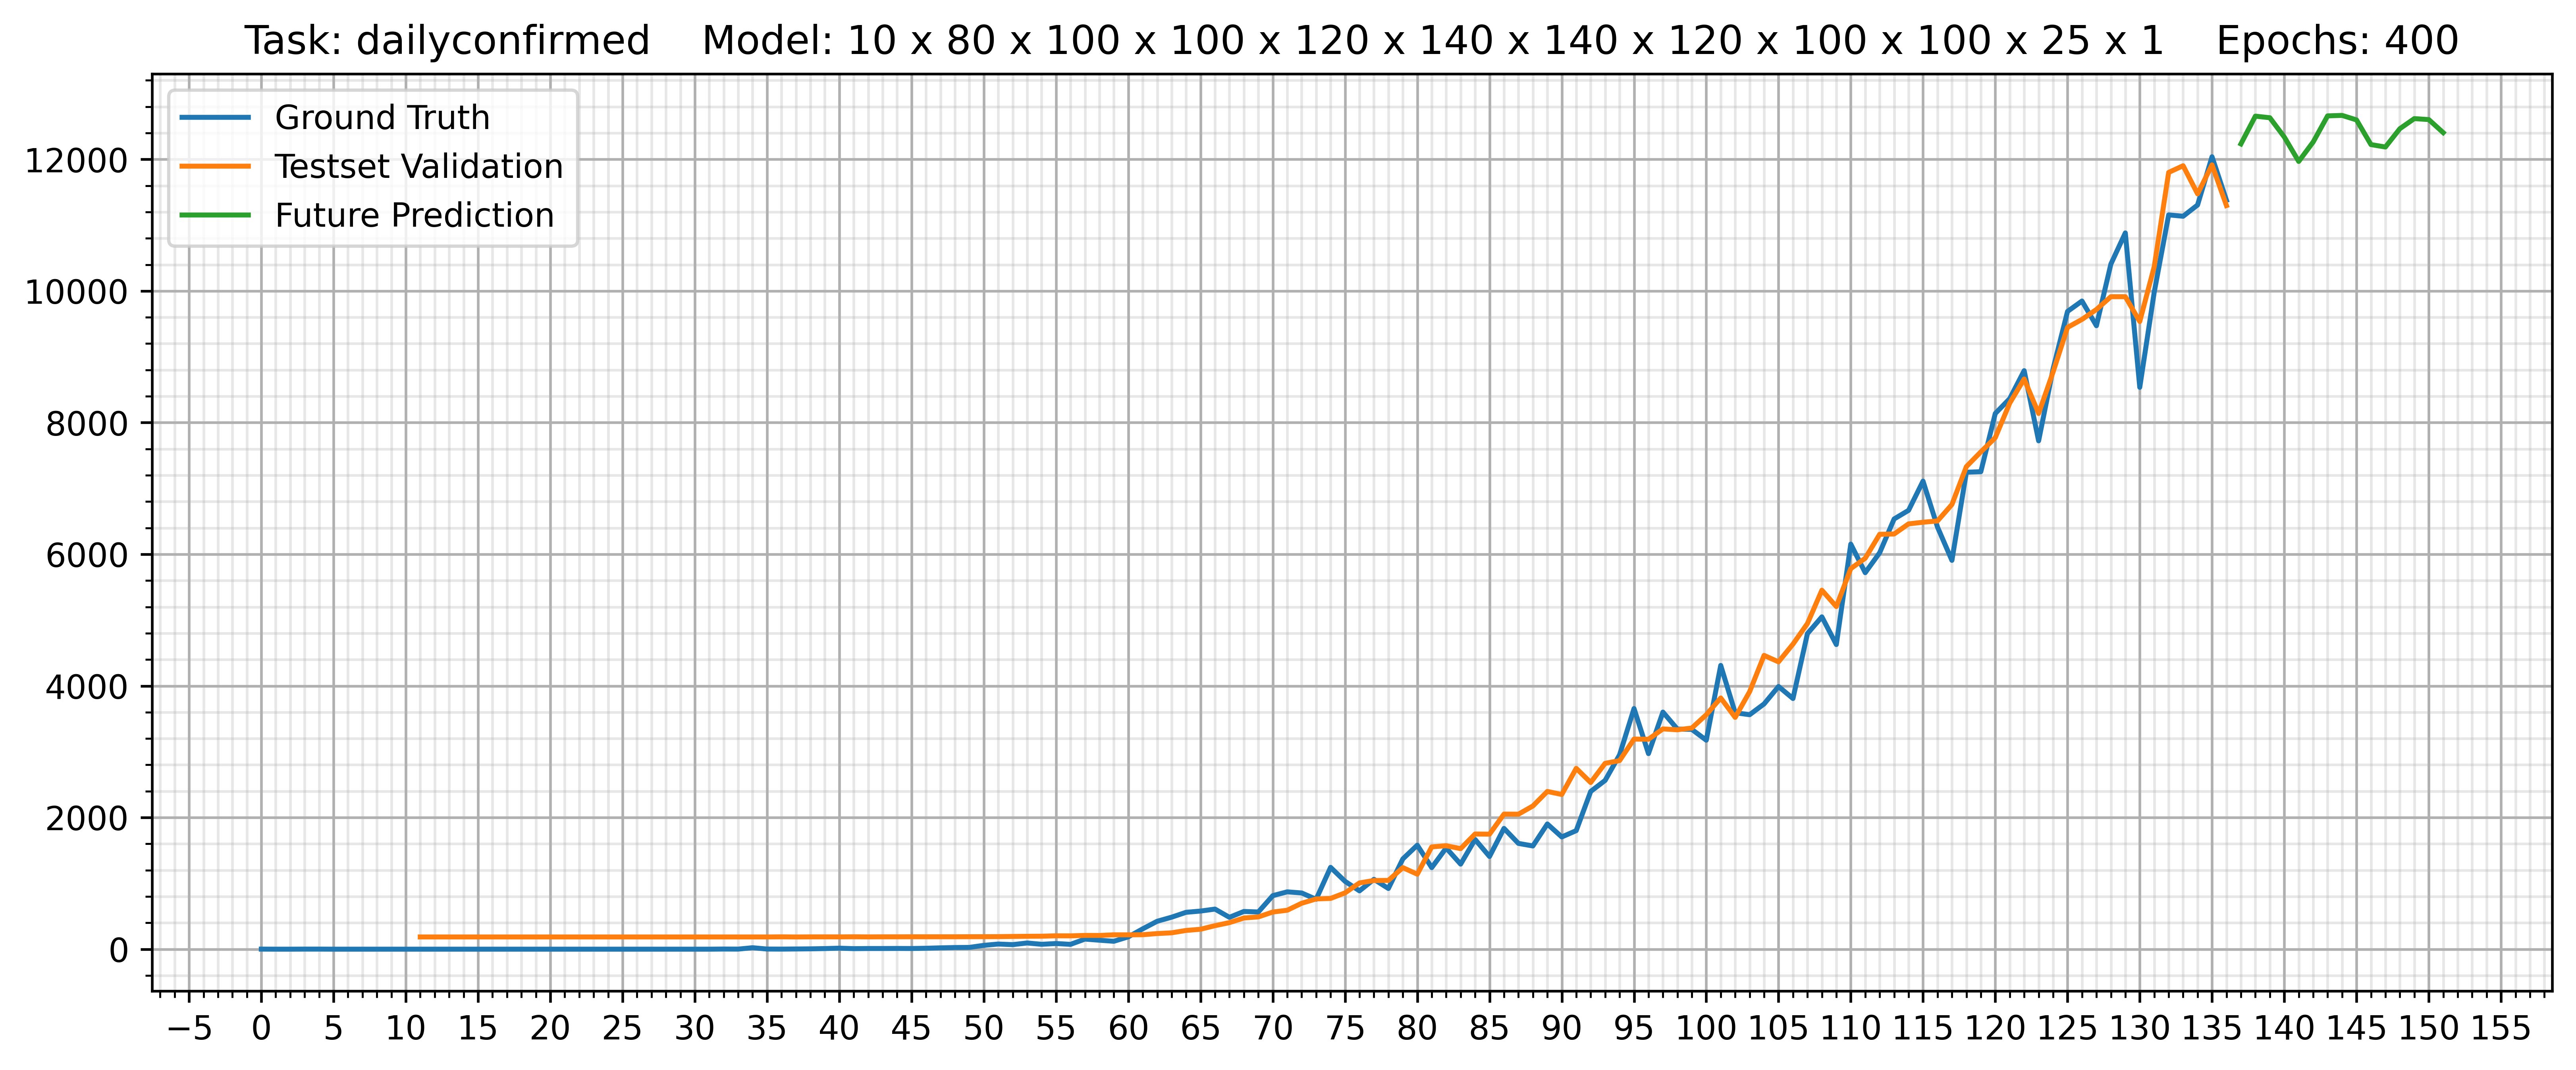 Task: dailyconfirmed    Model: 10 x 80 x 100 x 100 x 120 x 140 x 140 x 120 x 100 x 100 x 25 x 1    Epochs: 400
Ground Truth
Testset Validation
Future Prediction
12000
10000
8000
6000
4000
2000
0
−5 0 5 10 15 20 25 30 35 40 45 50 55 60 65 70 75 80 85 90 95 100 105 110 115 120 125 130 135 140 145 150 155